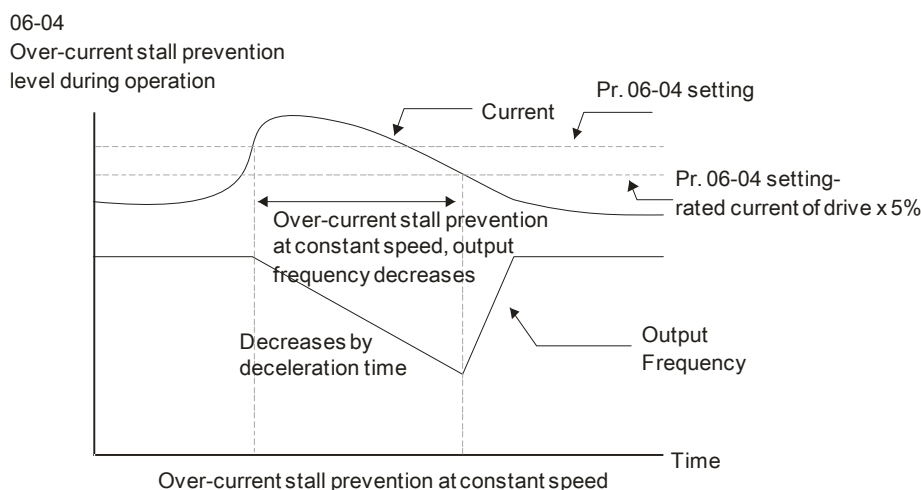 06-04
Over-current stall prevention
level during operation
Pr. 06-04 setting
Current
Pr. 06-04 setting-
rated current of drive x 5%
Over-current stall prevention
at constant speed, output
frequency decreases
Decreases by
deceleration time
Output
Frequency
Time
Over-current stall prevention at constant speed